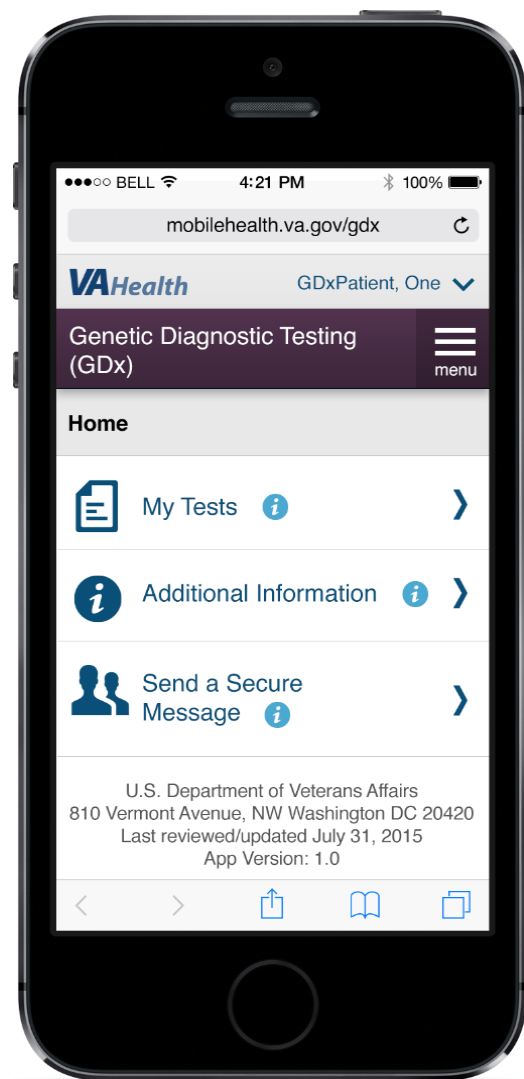 BELL 4:21 PM 100%
mobilehealth.va.gov/gdx
VA Health GDxPatient, One
Genetic Diagnostic Testing
(GDx)
menu
Home
My Tests
Additional Information
Send a Secure
Message
U.S. Department of Veterans Affairs
810 Vermont Avenue, NW Washington DC 20420
Last reviewed/updated July 31, 2015
App Version: 1.0